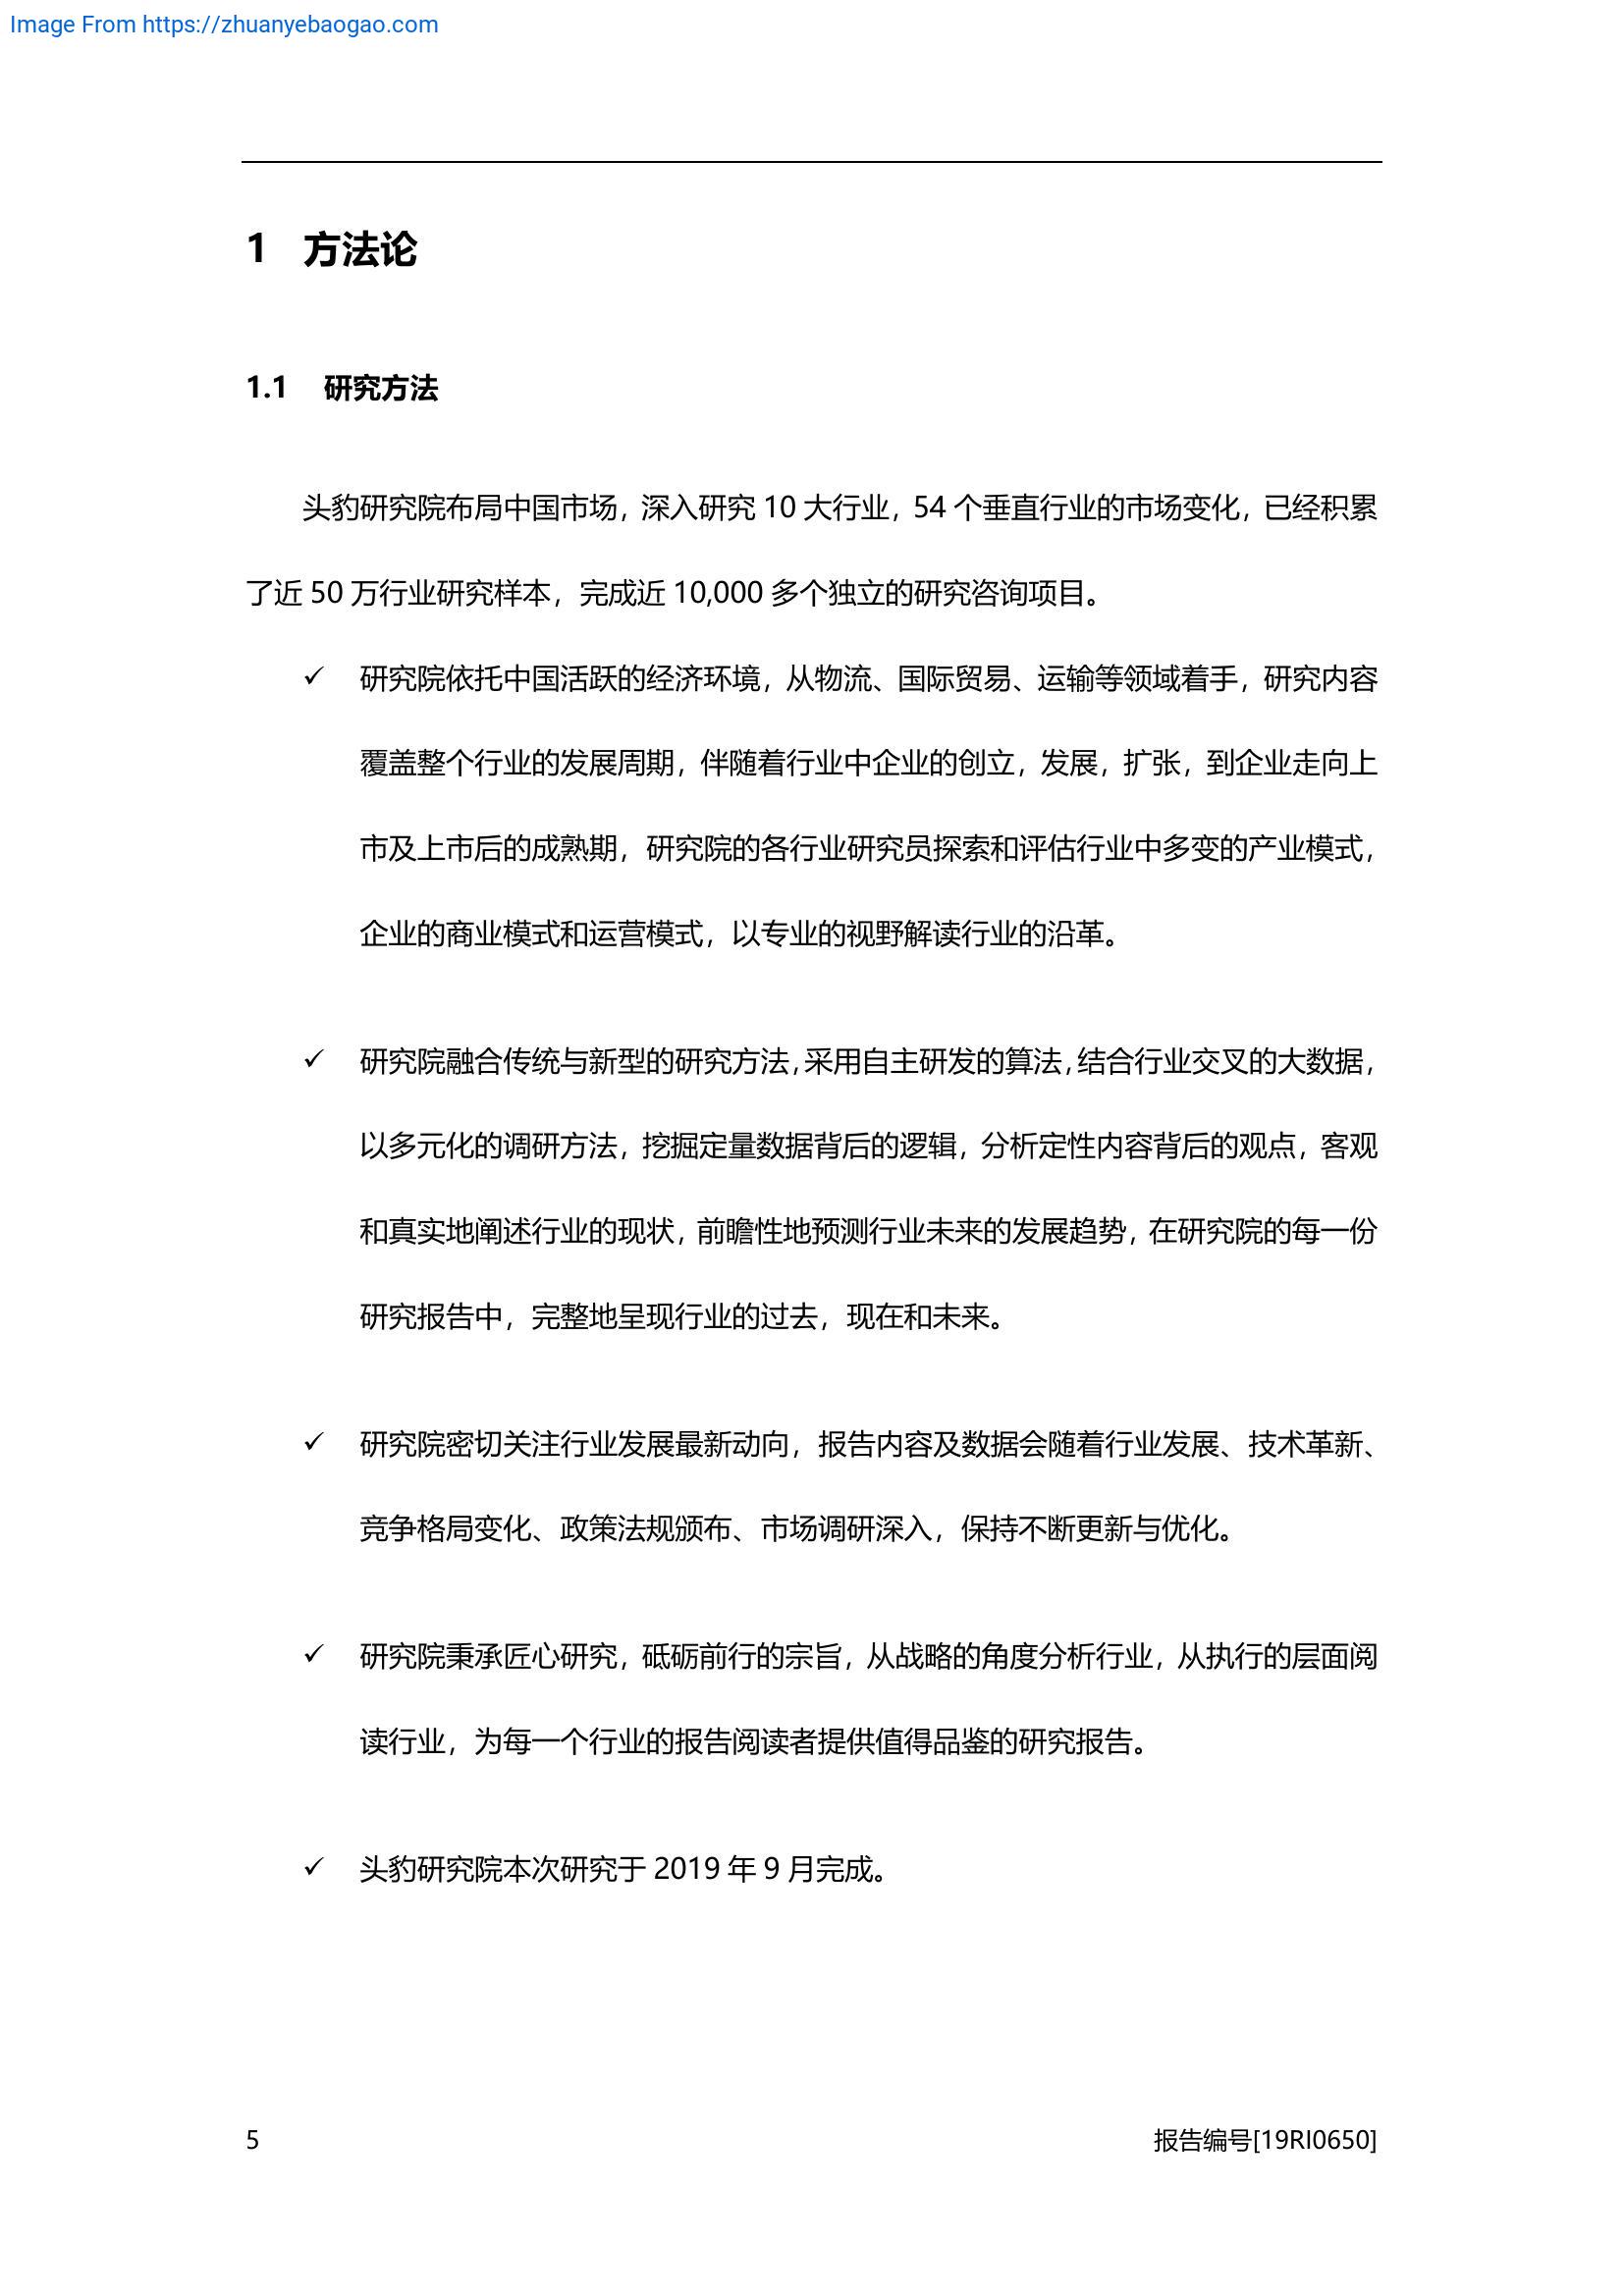 Image From https://zhuanyebaogao.com
1 方法论
1.1 研究方法
头豹研究院布局中国市场，深入研究 10 大行业，54 个垂直行业的市场变化，已经积累
了近 50 万行业研究样本，完成近 10,000 多个独立的研究咨询项目。
✓ 研究院依托中国活跃的经济环境，从物流、国际贸易、运输等领域着手，研究内容
覆盖整个行业的发展周期，伴随着行业中企业的创立，发展，扩张，到企业走向上
市及上市后的成熟期，研究院的各行业研究员探索和评估行业中多变的产业模式，
企业的商业模式和运营模式，以专业的视野解读行业的沿革。
✓ 研究院融合传统与新型的研究方法，采用自主研发的算法，结合行业交叉的大数据，
以多元化的调研方法，挖掘定量数据背后的逻辑，分析定性内容背后的观点，客观
和真实地阐述行业的现状，前瞻性地预测行业未来的发展趋势，在研究院的每一份
研究报告中，完整地呈现行业的过去，现在和未来。
✓ 研究院密切关注行业发展最新动向，报告内容及数据会随着行业发展、技术革新、
竞争格局变化、政策法规颁布、市场调研深入，保持不断更新与优化。
✓ 研究院秉承匠心研究，砥砺前行的宗旨，从战略的角度分析行业，从执行的层面阅
读行业，为每一个行业的报告阅读者提供值得品鉴的研究报告。
✓ 头豹研究院本次研究于 2019 年 9 月完成。
5 报告编号[19RI0650]